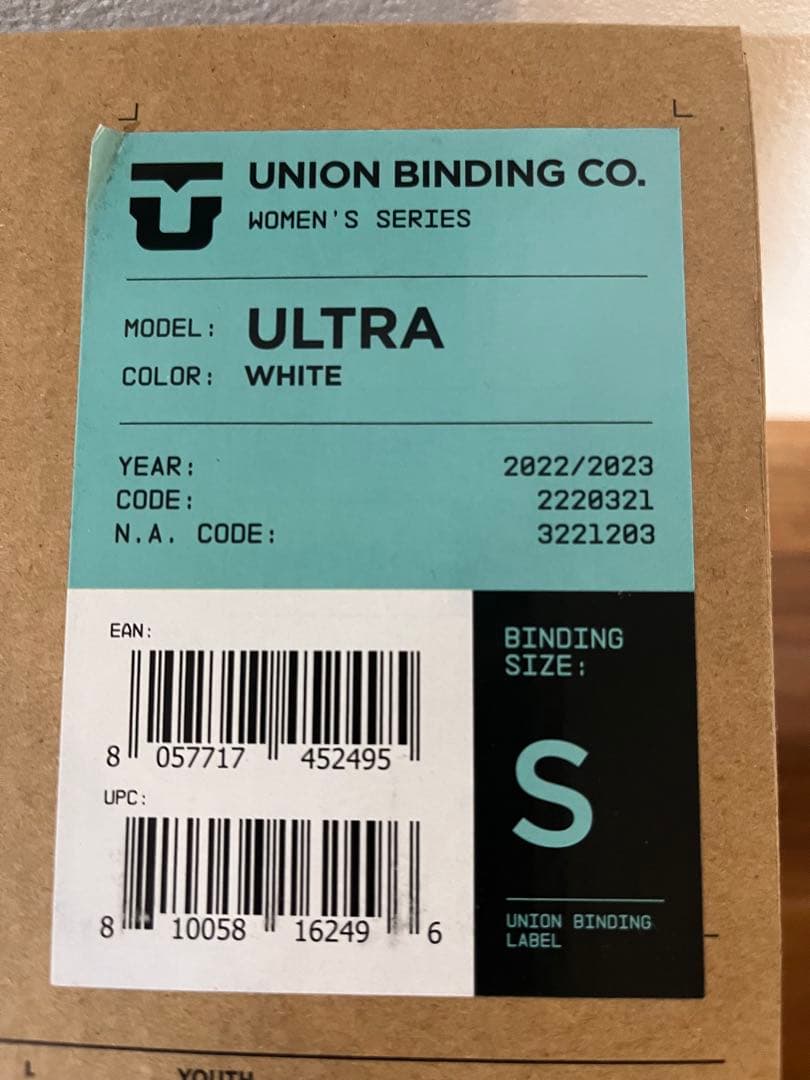 UNION BINDING CO.
WOMEN'S SERIES
MODEL: ULTRA
COLOR: WHITE
YEAR: 2022/2023
CODE: 2220321
N.A. CODE: 3221203
EAN:
8 057717 452495
UPC:
8 10058 16249 6
BINDING
SIZE:
S
UNION BINDING
LABEL
L YOUTH